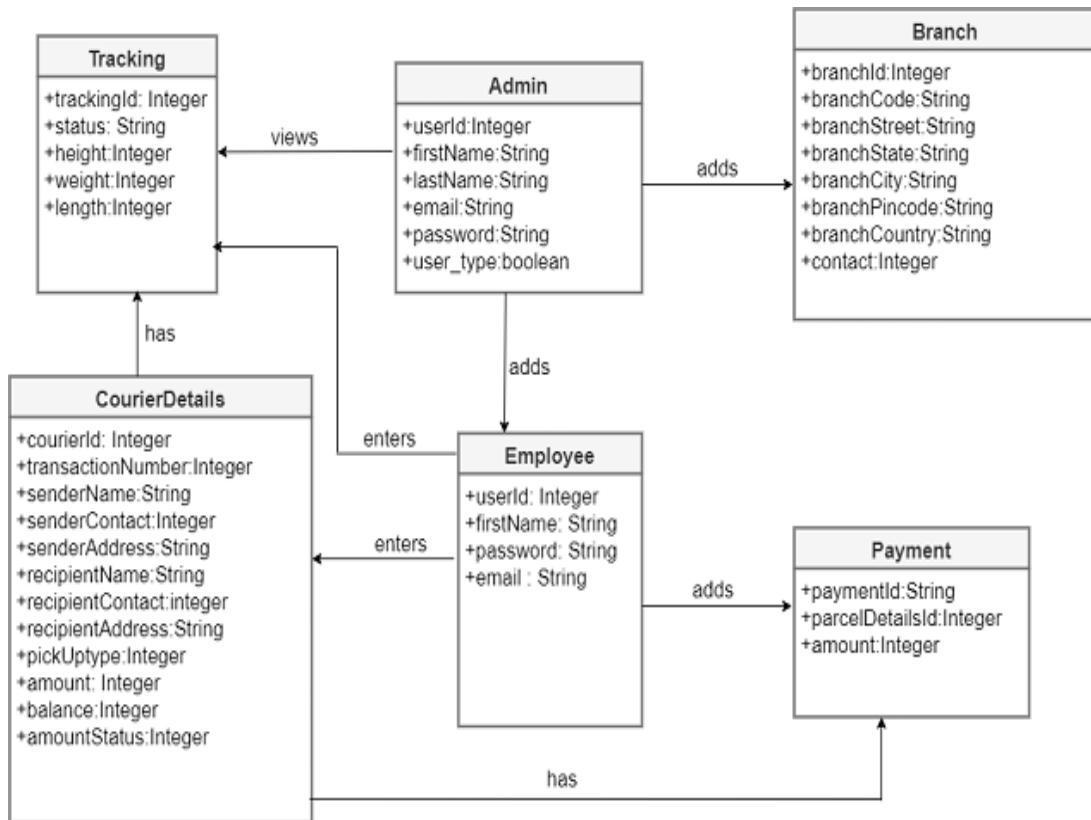 Tracking
+trackingId: Integer
+status: String
+height:Integer
+weight:Integer
+length:Integer
views
Admin
+userId:Integer
+firstName:String
+lastName:String
+email:String
+password:String
+user_type:boolean
adds
Branch
+branchId:Integer
+branchCode:String
+branchStreet:String
+branchState:String
+branchCity:String
+branchPincode:String
+branchCountry:String
+contact:Integer
has
adds
CourierDetails
+courierId: Integer
+transactionNumber:Integer
+senderName:String
+senderContact:Integer
+senderAddress:String
+recipientName:String
+recipientContact:integer
+recipientAddress:String
+pickUptype:Integer
+amount: Integer
+balance:Integer
+amountStatus:Integer
enters
enters
Employee
+userId: Integer
+firstName: String
+password: String
+email : String
adds
Payment
+paymentId:String
+parcelDetailsId:Integer
+amount:Integer
has